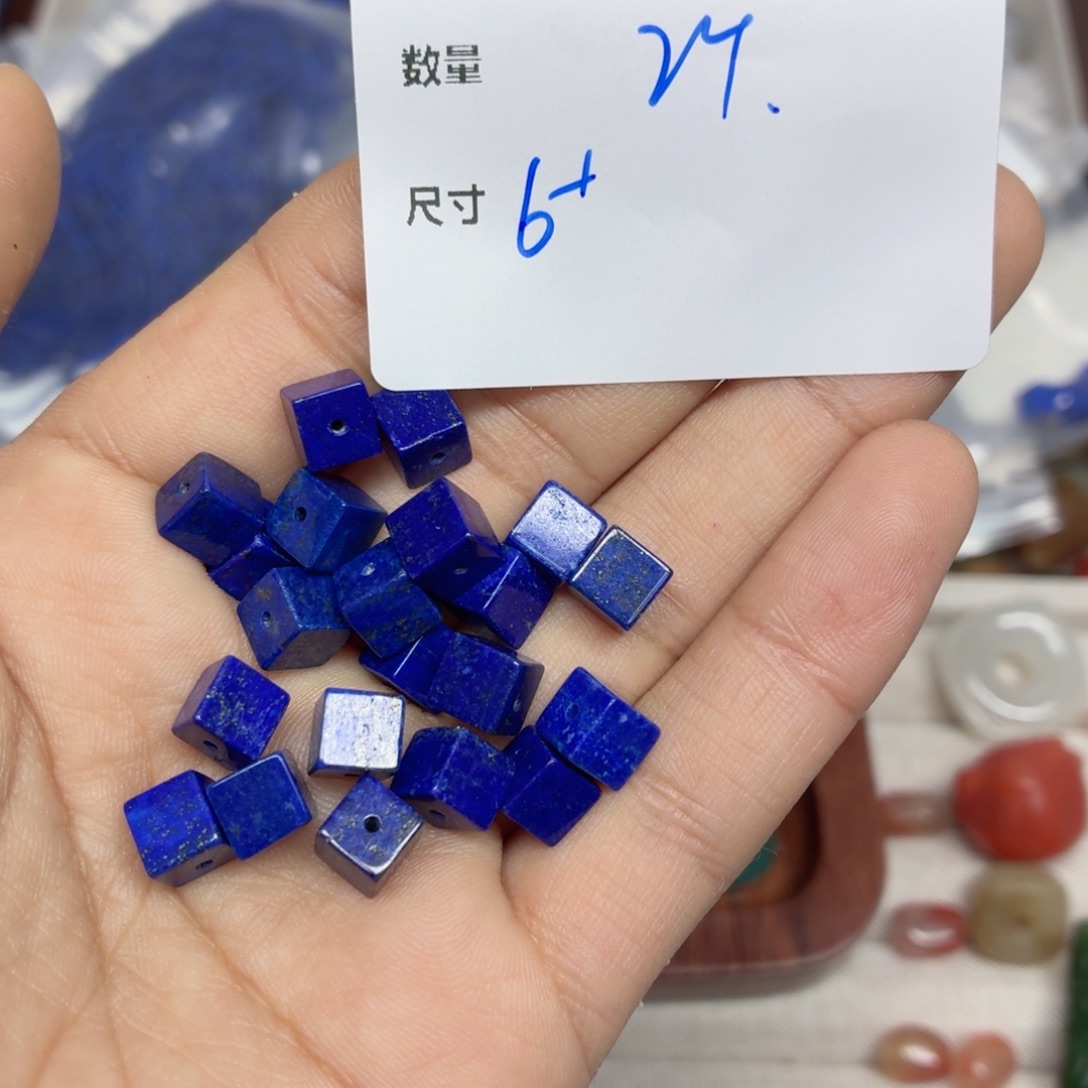 数量 24.
尺寸 6+